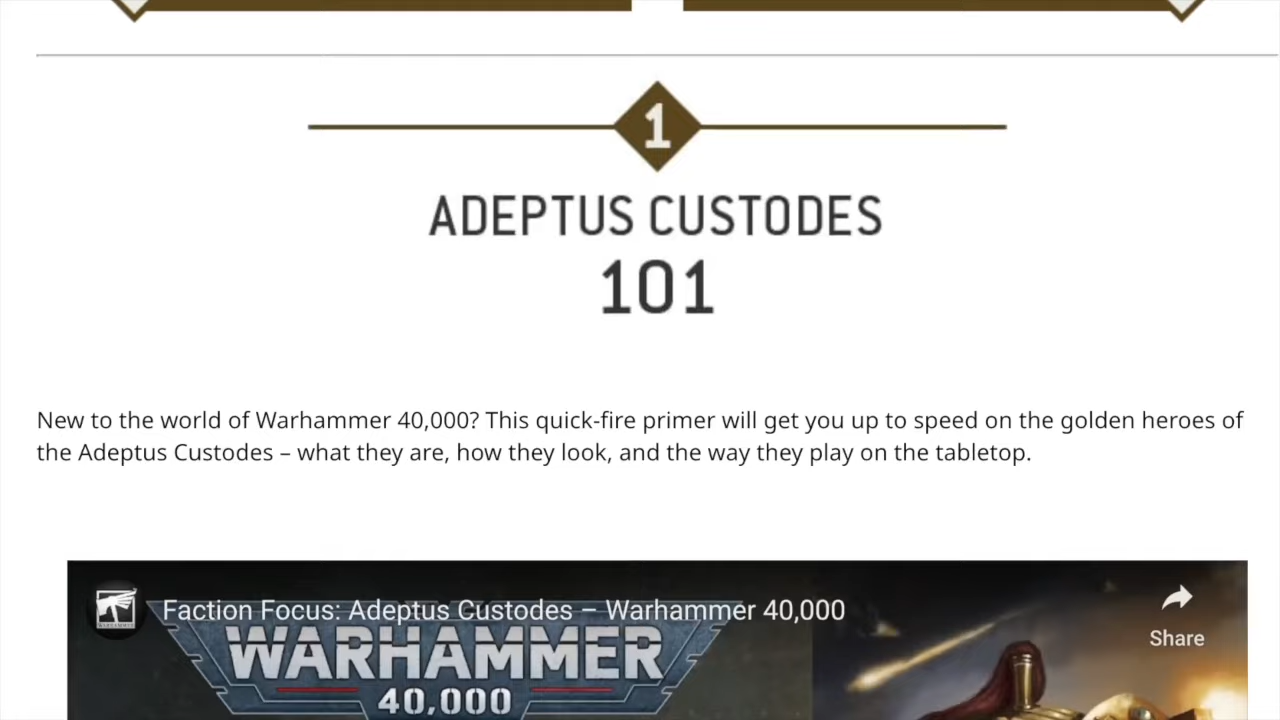 1
ADEPTUS CUSTODES
101
New to the world of Warhammer 40,000? This quick-fire primer will get you up to speed on the golden heroes of
the Adeptus Custodes – what they are, how they look, and the way they play on the tabletop.
Faction Focus: Adeptus Custodes – Warhammer 40,000
Share
WARHAMMER
40,000